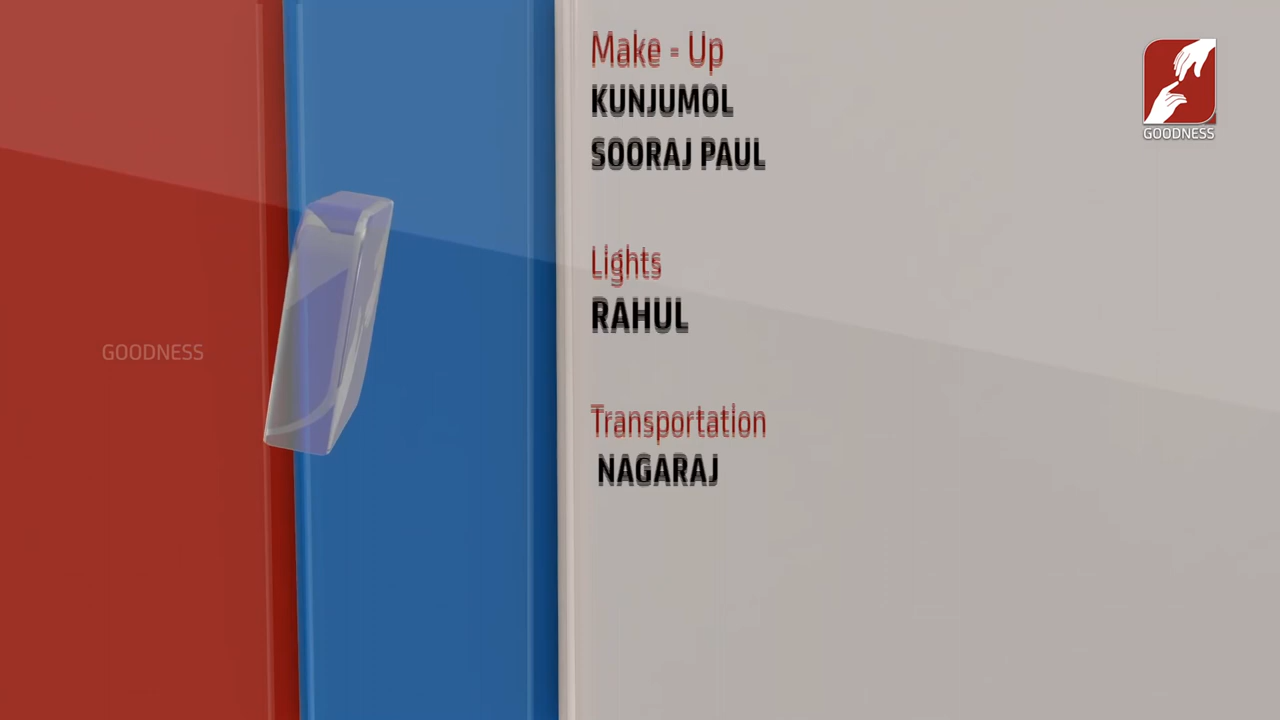 Make - Up
KUNJUMOL
SOORAJ PAUL
GOODNESS
Lights
RAHUL
GOODNESS
Transportation
NAGARAJ